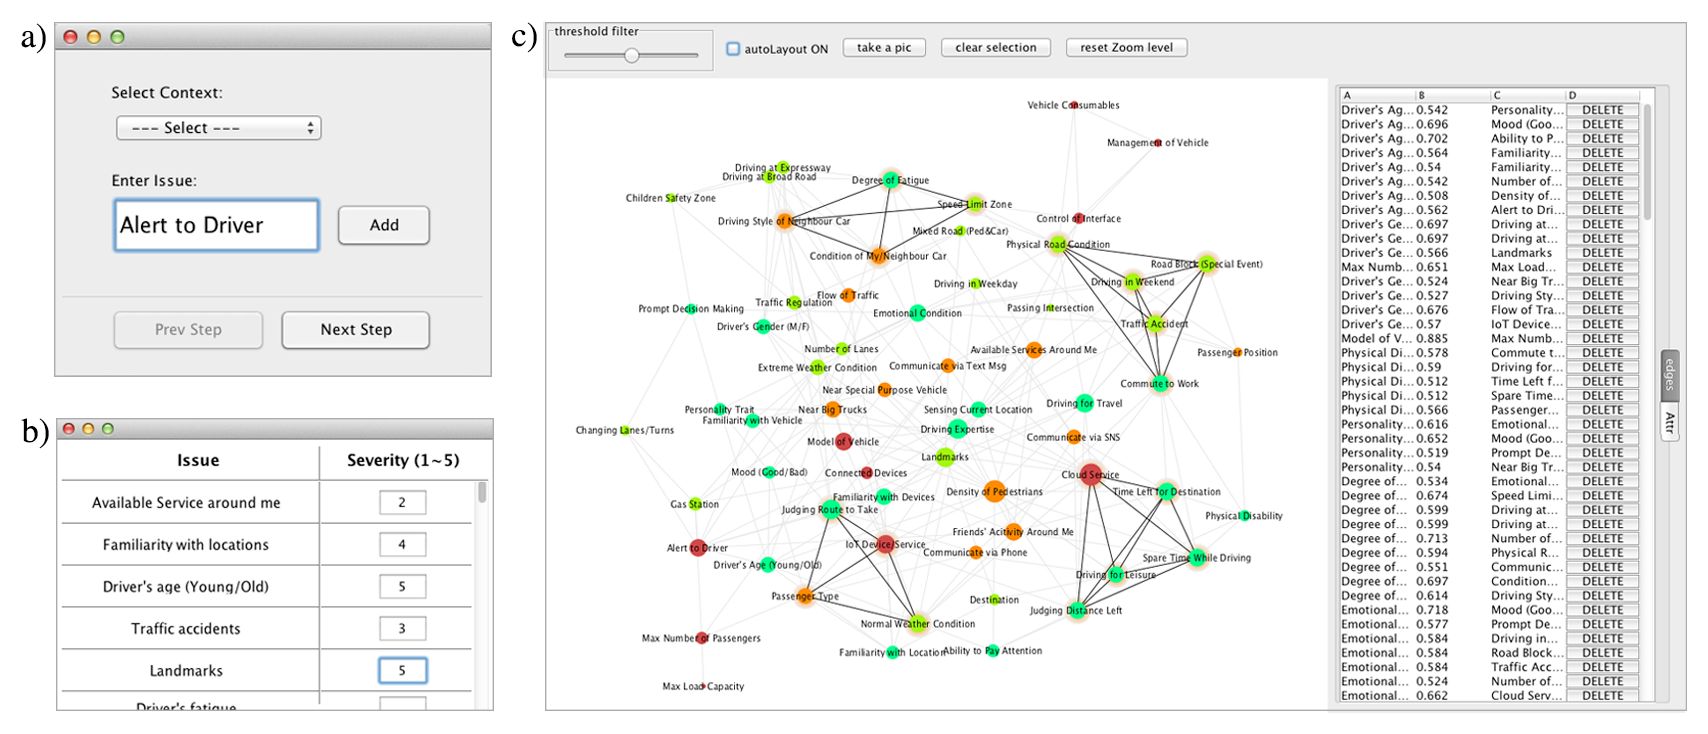 a)
Select Context:
--- Select ---
Enter Issue:
Alert to Driver
Add
Prev Step
Next Step
b)
Issue Severity (1~5)
Available Service around me 2
Familiarity with locations 4
Driver's age (Young/Old) 5
Traffic accidents 3
Landmarks 5
Driver's fatigue
c)
threshold filter
autoLayout ON
take a pic
clear selection
reset Zoom level
Vehicle Consumables
Management of Vehicle
Driving at Expressway
Driving at Broad Road
Degree of Fatigue
Children Safety Zone
Speed Limit Zone
Driving Style of Neighbour Car
Control of Interface
Mixed Road (Ped&Car)
Physical Road Condition
Condition of My/Neighbour Car
Road Block (Special Event)
Driving in Weekday
Driving in Weekend
Flow of Traffic
Traffic Regulation
Prompt Decision Making
Passing Intersection
Emotional Condition
Driver's Gender (M/F)
Traffic Accident
Number of Lanes
Available Services Around Me
Passenger Position
Extreme Weather Condition
Communicate via Text Msg
Commute to Work
Near Special Purpose Vehicle
Driving for Travel
Personality Trait
Near Big Trucks
Sensing Current Location
Familiarity with Vehicle
Changing Lanes/Turns
Driving Expertise
Communicate via SNS
Model of Vehicle
Landmarks
Mood (Good/Bad)
Connected Devices
Cloud Service
Density of Pedestrians
Time Left for Destination
Familiarity with Devices
Gas Station
Judging Route to Take
Physical Disability
Friends' Acitivity Around Me
Alert to Driver
IoT Device/Service
Communicate via Phone
Spare Time While Driving
Driver's Age (Young/Old)
Driving for Leisure
Passenger Type
Destination
Judging Distance Left
Normal Weather Condition
Max Number of Passengers
Familiarity with Location
Ability to Pay Attention
Max Load Capacity
A B C D
Driver's Ag... 0.542 Personality... DELETE
Driver's Ag... 0.696 Mood (Goo... DELETE
Driver's Ag... 0.702 Ability to P... DELETE
Driver's Ag... 0.564 Familiarity... DELETE
Driver's Ag... 0.54 Familiarity... DELETE
Driver's Ag... 0.542 Number of... DELETE
Driver's Ag... 0.508 Density of... DELETE
Driver's Ag... 0.562 Alert to Dri... DELETE
Driver's Ge... 0.697 Driving at... DELETE
Driver's Ge... 0.697 Driving at... DELETE
Driver's Ge... 0.566 Landmarks DELETE
Max Numb... 0.651 Max Load... DELETE
Driver's Ge... 0.524 Near Big Tr... DELETE
Driver's Ge... 0.527 Driving Sty... DELETE
Driver's Ge... 0.676 Flow of Tra... DELETE
Driver's Ge... 0.57 IoT Device... DELETE
Model of V... 0.885 Max Numb... DELETE
Physical Di... 0.578 Commute t... DELETE
Physical Di... 0.59 Driving for... DELETE
Physical Di... 0.512 Time Left f... DELETE
Physical Di... 0.512 Spare Time... DELETE
Physical Di... 0.566 Passenger... DELETE
Personality... 0.616 Emotional... DELETE
Personality... 0.652 Mood (Goo... DELETE
Personality... 0.519 Prompt De... DELETE
Personality... 0.54 Near Big Tr... DELETE
Degree of... 0.534 Emotional... DELETE
Degree of... 0.674 Speed Limi... DELETE
Degree of... 0.599 Driving at... DELETE
Degree of... 0.599 Driving at... DELETE
Degree of... 0.713 Number of... DELETE
Degree of... 0.594 Physical R... DELETE
Degree of... 0.551 Communic... DELETE
Degree of... 0.697 Condition... DELETE
Degree of... 0.614 Driving Sty... DELETE
Emotional... 0.718 Mood (Goo... DELETE
Emotional... 0.577 Prompt De... DELETE
Emotional... 0.584 Driving in... DELETE
Emotional... 0.584 Road Block... DELETE
Emotional... 0.584 Traffic Acc... DELETE
Emotional... 0.524 Number of... DELETE
Emotional... 0.662 Cloud Serv... DELETE
edges
Attr